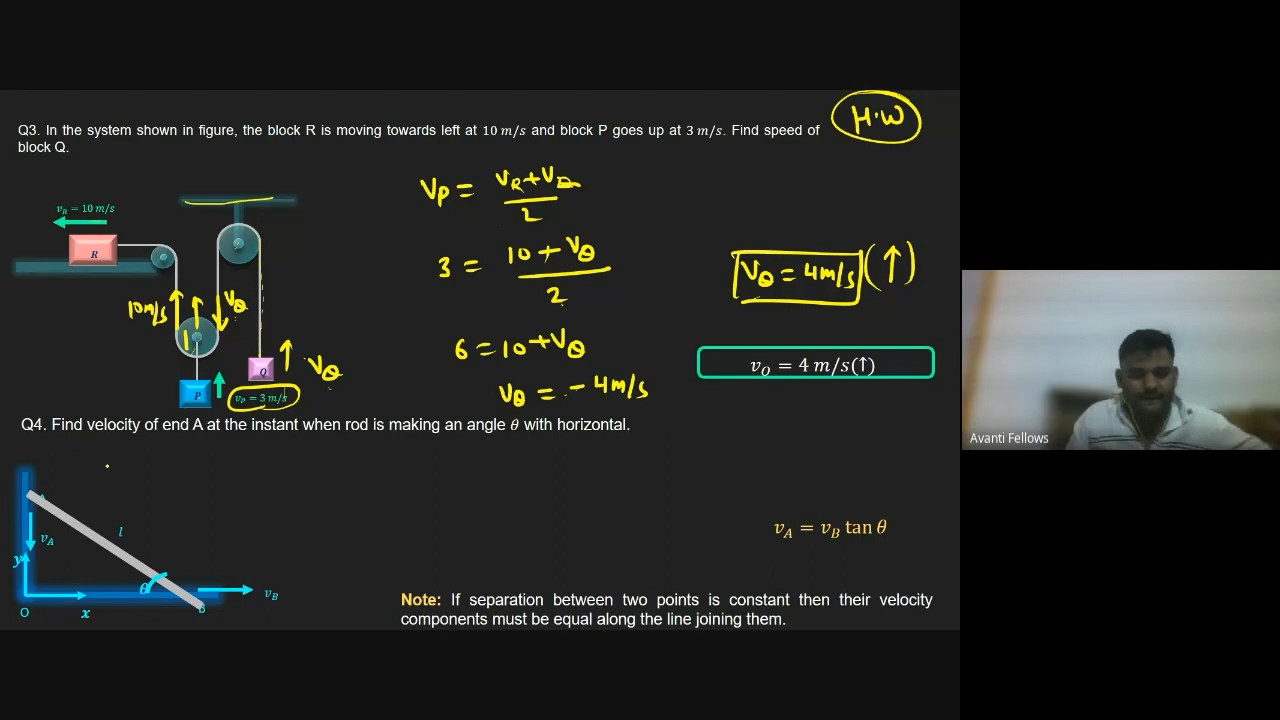 H.W
Q3. In the system shown in figure, the block R is moving towards left at 10 m/s and block P goes up at 3 m/s. Find speed of
block Q.
v_R = 10 m/s
R
10m/s
V_Q
Q
V_Q
P
v_P = 3 m/s
V_P = V_R+V_Q / 2
3 = 10+V_Q / 2
6 = 10+V_Q
V_Q = -4m/s
V_Q = 4m/s (↑)
v_Q = 4 m/s(↑)
Q4. Find velocity of end A at the instant when rod is making an angle θ with horizontal.
A
l
v_A
y
θ
v_B
O
x
B
v_A = v_B tan θ
Note: If separation between two points is constant then their velocity
components must be equal along the line joining them.
Avanti Fellows